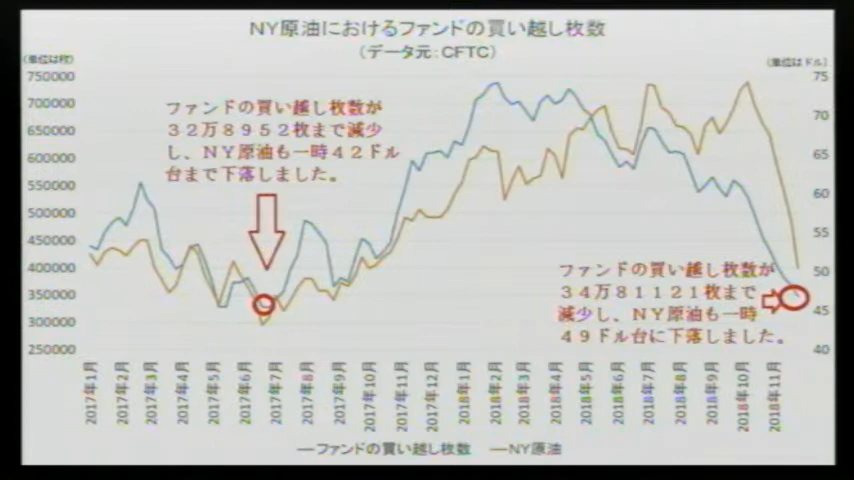 NY原油におけるファンドの買い越し枚数
(データ元:CFTC)
(単位は枚)
(単位はドル)
750000
700000
650000
600000
550000
500000
450000
400000
350000
300000
250000
ファンドの買い越し枚数が
32万8952枚まで減少
し、NY原油も一時42ドル
台まで下落しました。
ファンドの買い越し枚数が
34万81121枚まで
減少し、NY原油も一時
49ドル台に下落しました。
75
70
65
60
55
50
45
40
2017年1月
2017年2月
2017年3月
2017年4月
2017年5月
2017年6月
2017年7月
2017年8月
2017年9月
2017年10月
2017年11月
2017年12月
2018年1月
2018年2月
2018年3月
2018年4月
2018年5月
2018年6月
2018年7月
2018年8月
2018年9月
2018年10月
2018年11月
ファンドの買い越し枚数
NY原油